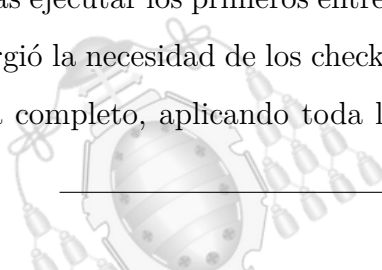 as ejecutar los primeros entre
rgió la necesidad de los check
completo, aplicando toda l